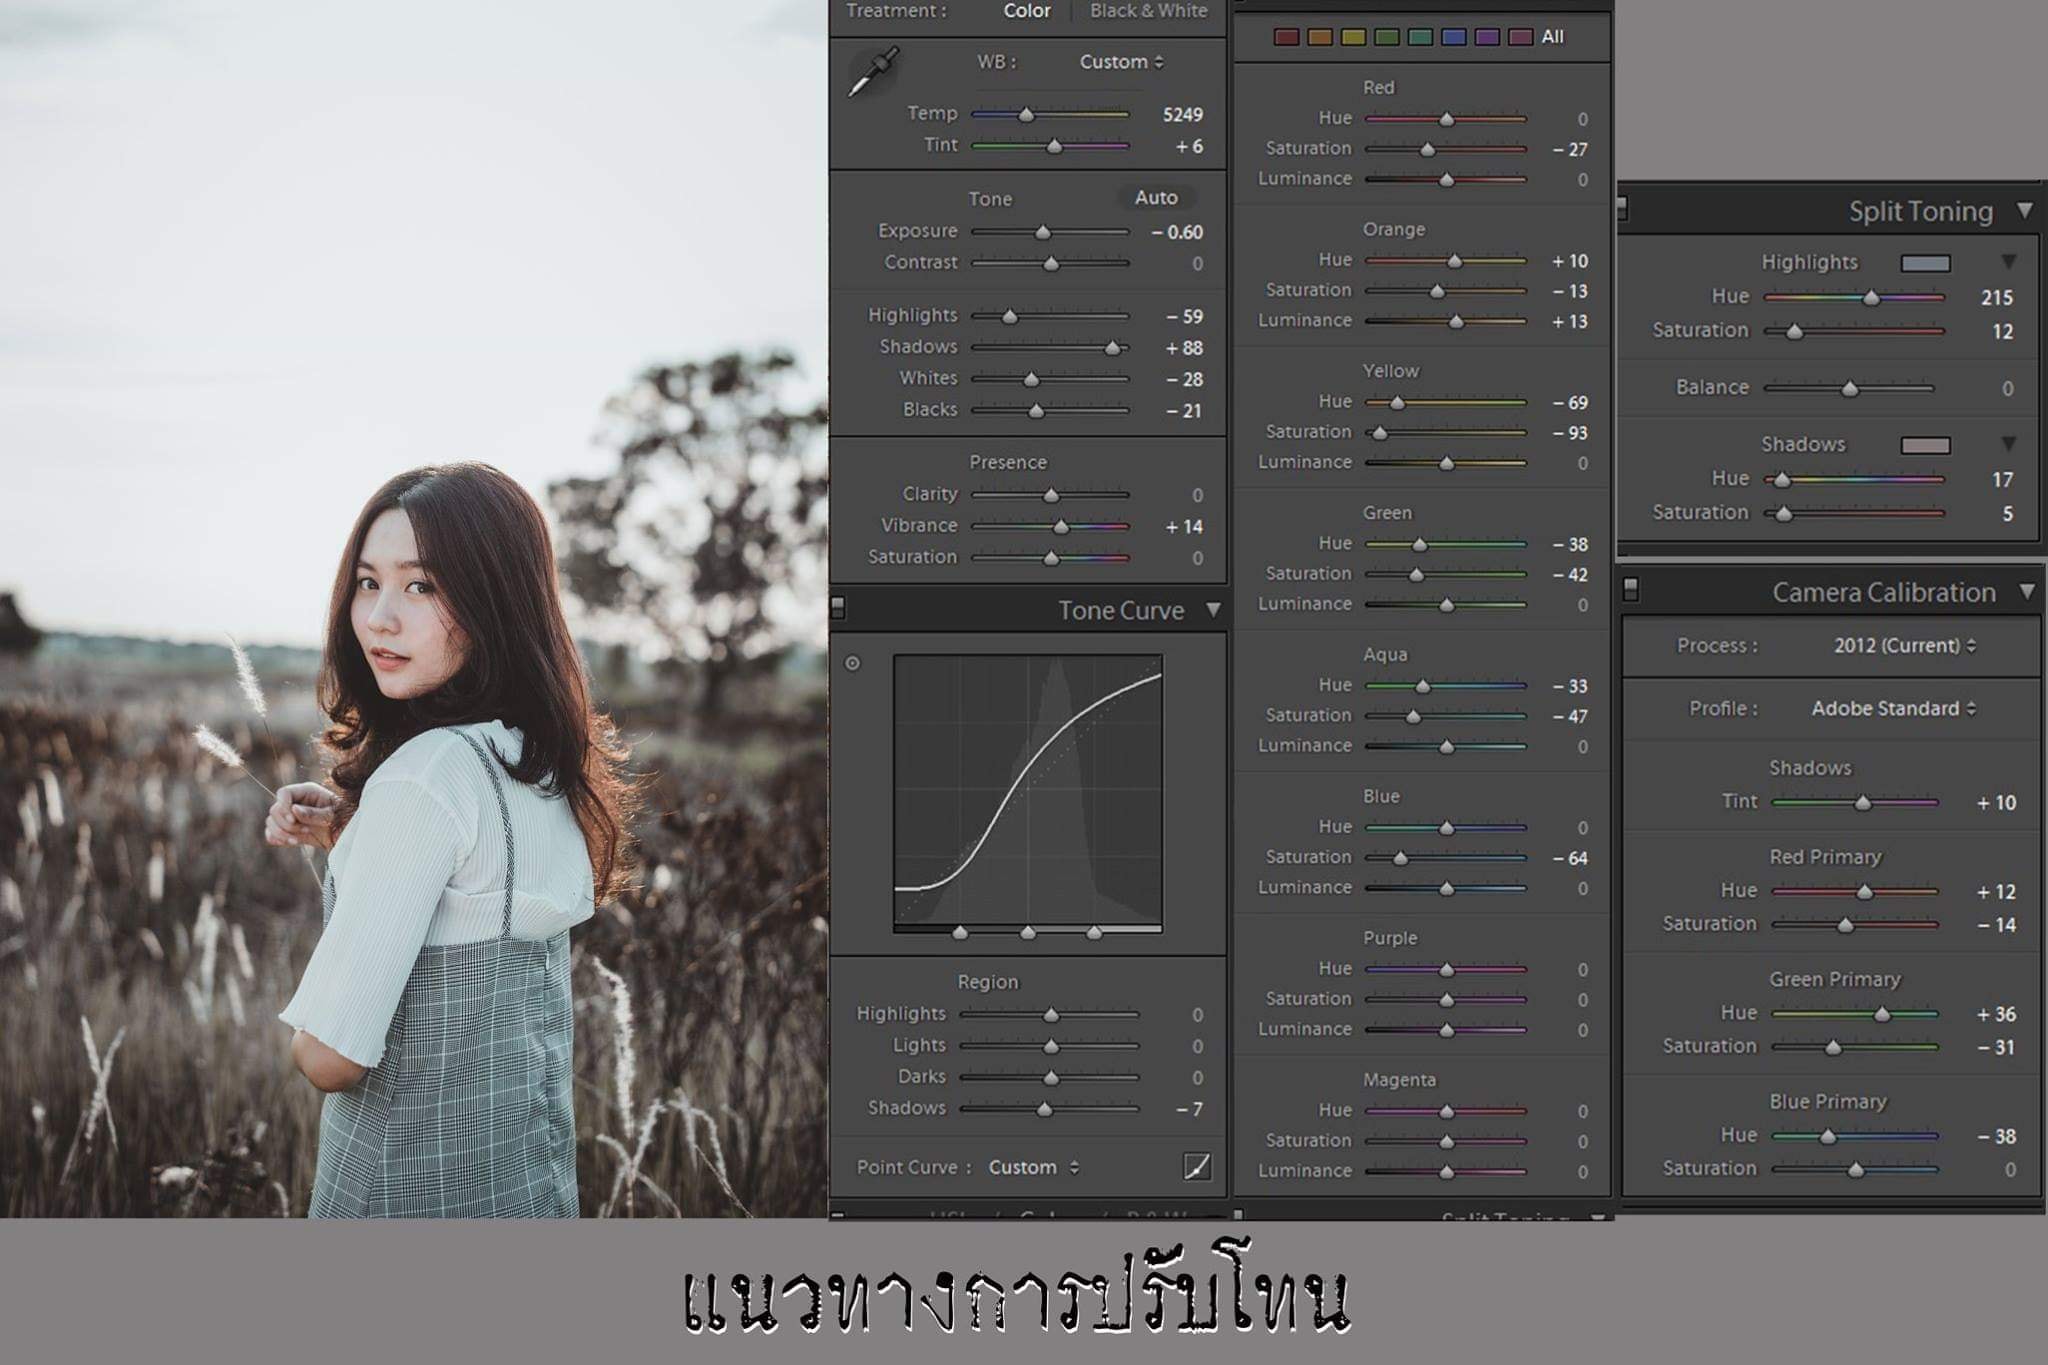 Treatment : Color Black & White
WB : Custom
Temp 5249
Tint + 6
Tone Auto
Exposure – 0.60
Contrast 0
Highlights – 59
Shadows + 88
Whites – 28
Blacks – 21
Presence
Clarity 0
Vibrance + 14
Saturation 0
Tone Curve
Region
Highlights 0
Lights 0
Darks 0
Shadows – 7
Point Curve : Custom
All
Red
Hue 0
Saturation – 27
Luminance 0
Orange
Hue + 10
Saturation – 13
Luminance + 13
Yellow
Hue – 69
Saturation – 93
Luminance 0
Green
Hue – 38
Saturation – 42
Luminance 0
Aqua
Hue – 33
Saturation – 47
Luminance 0
Blue
Hue 0
Saturation – 64
Luminance 0
Purple
Hue 0
Saturation 0
Luminance 0
Magenta
Hue 0
Saturation 0
Luminance 0
Split Toning
Split Toning
Highlights
Hue 215
Saturation 12
Balance 0
Shadows
Hue 17
Saturation 5
Camera Calibration
Process : 2012 (Current)
Profile : Adobe Standard
Shadows
Tint + 10
Red Primary
Hue + 12
Saturation – 14
Green Primary
Hue + 36
Saturation – 31
Blue Primary
Hue – 38
Saturation 0
แนวทางการปรับโทน